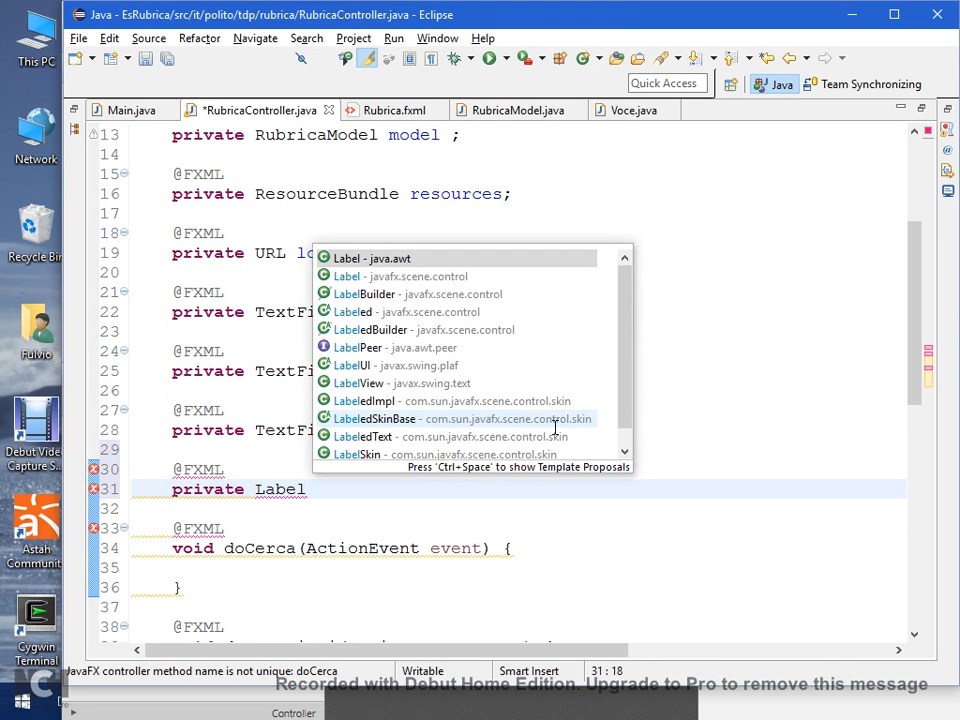 Java - EsRubrica/src/it/polito/tdp/rubrica/RubricaController.java - Eclipse
This PC
File Edit Source Refactor Navigate Search Project Run Window Help
Quick Access
Java
Team Synchronizing
Main.java
*RubricaController.java
Rubrica.fxml
RubricaModel.java
Voce.java
13 private RubricaModel model ;
14
15 @FXML
16 private ResourceBundle resources;
17
18 @FXML
19 private URL lo
20
21 @FXML
22 private TextFi
23
24 @FXML
25 private TextFi
26
27 @FXML
28 private TextFi
29
30 @FXML
31 private Label
32
33 @FXML
34 void doCerca(ActionEvent event) {
35
36 }
37
38 @FXML
Label - java.awt
Label - javafx.scene.control
LabelBuilder - javafx.scene.control
Labeled - javafx.scene.control
LabeledBuilder - javafx.scene.control
LabelPeer - java.awt.peer
LabelUI - javax.swing.plaf
LabelView - javax.swing.text
LabeledImpl - com.sun.javafx.scene.control.skin
LabeledSkinBase - com.sun.javafx.scene.control.skin
LabeledText - com.sun.javafx.scene.control.skin
LabelSkin - com.sun.javafx.scene.control.skin
Press 'Ctrl+Space' to show Template Proposals
Network
Recycle Bin
Fulvio
Debut Video
Capture S...
Astah
Communit
Cygwin
Terminal
JavaFX controller method name is not unique: doCerca
Writable
Smart Insert
31 : 18
Recorded with Debut Home Edition. Upgrade to Pro to remove this message
Controller